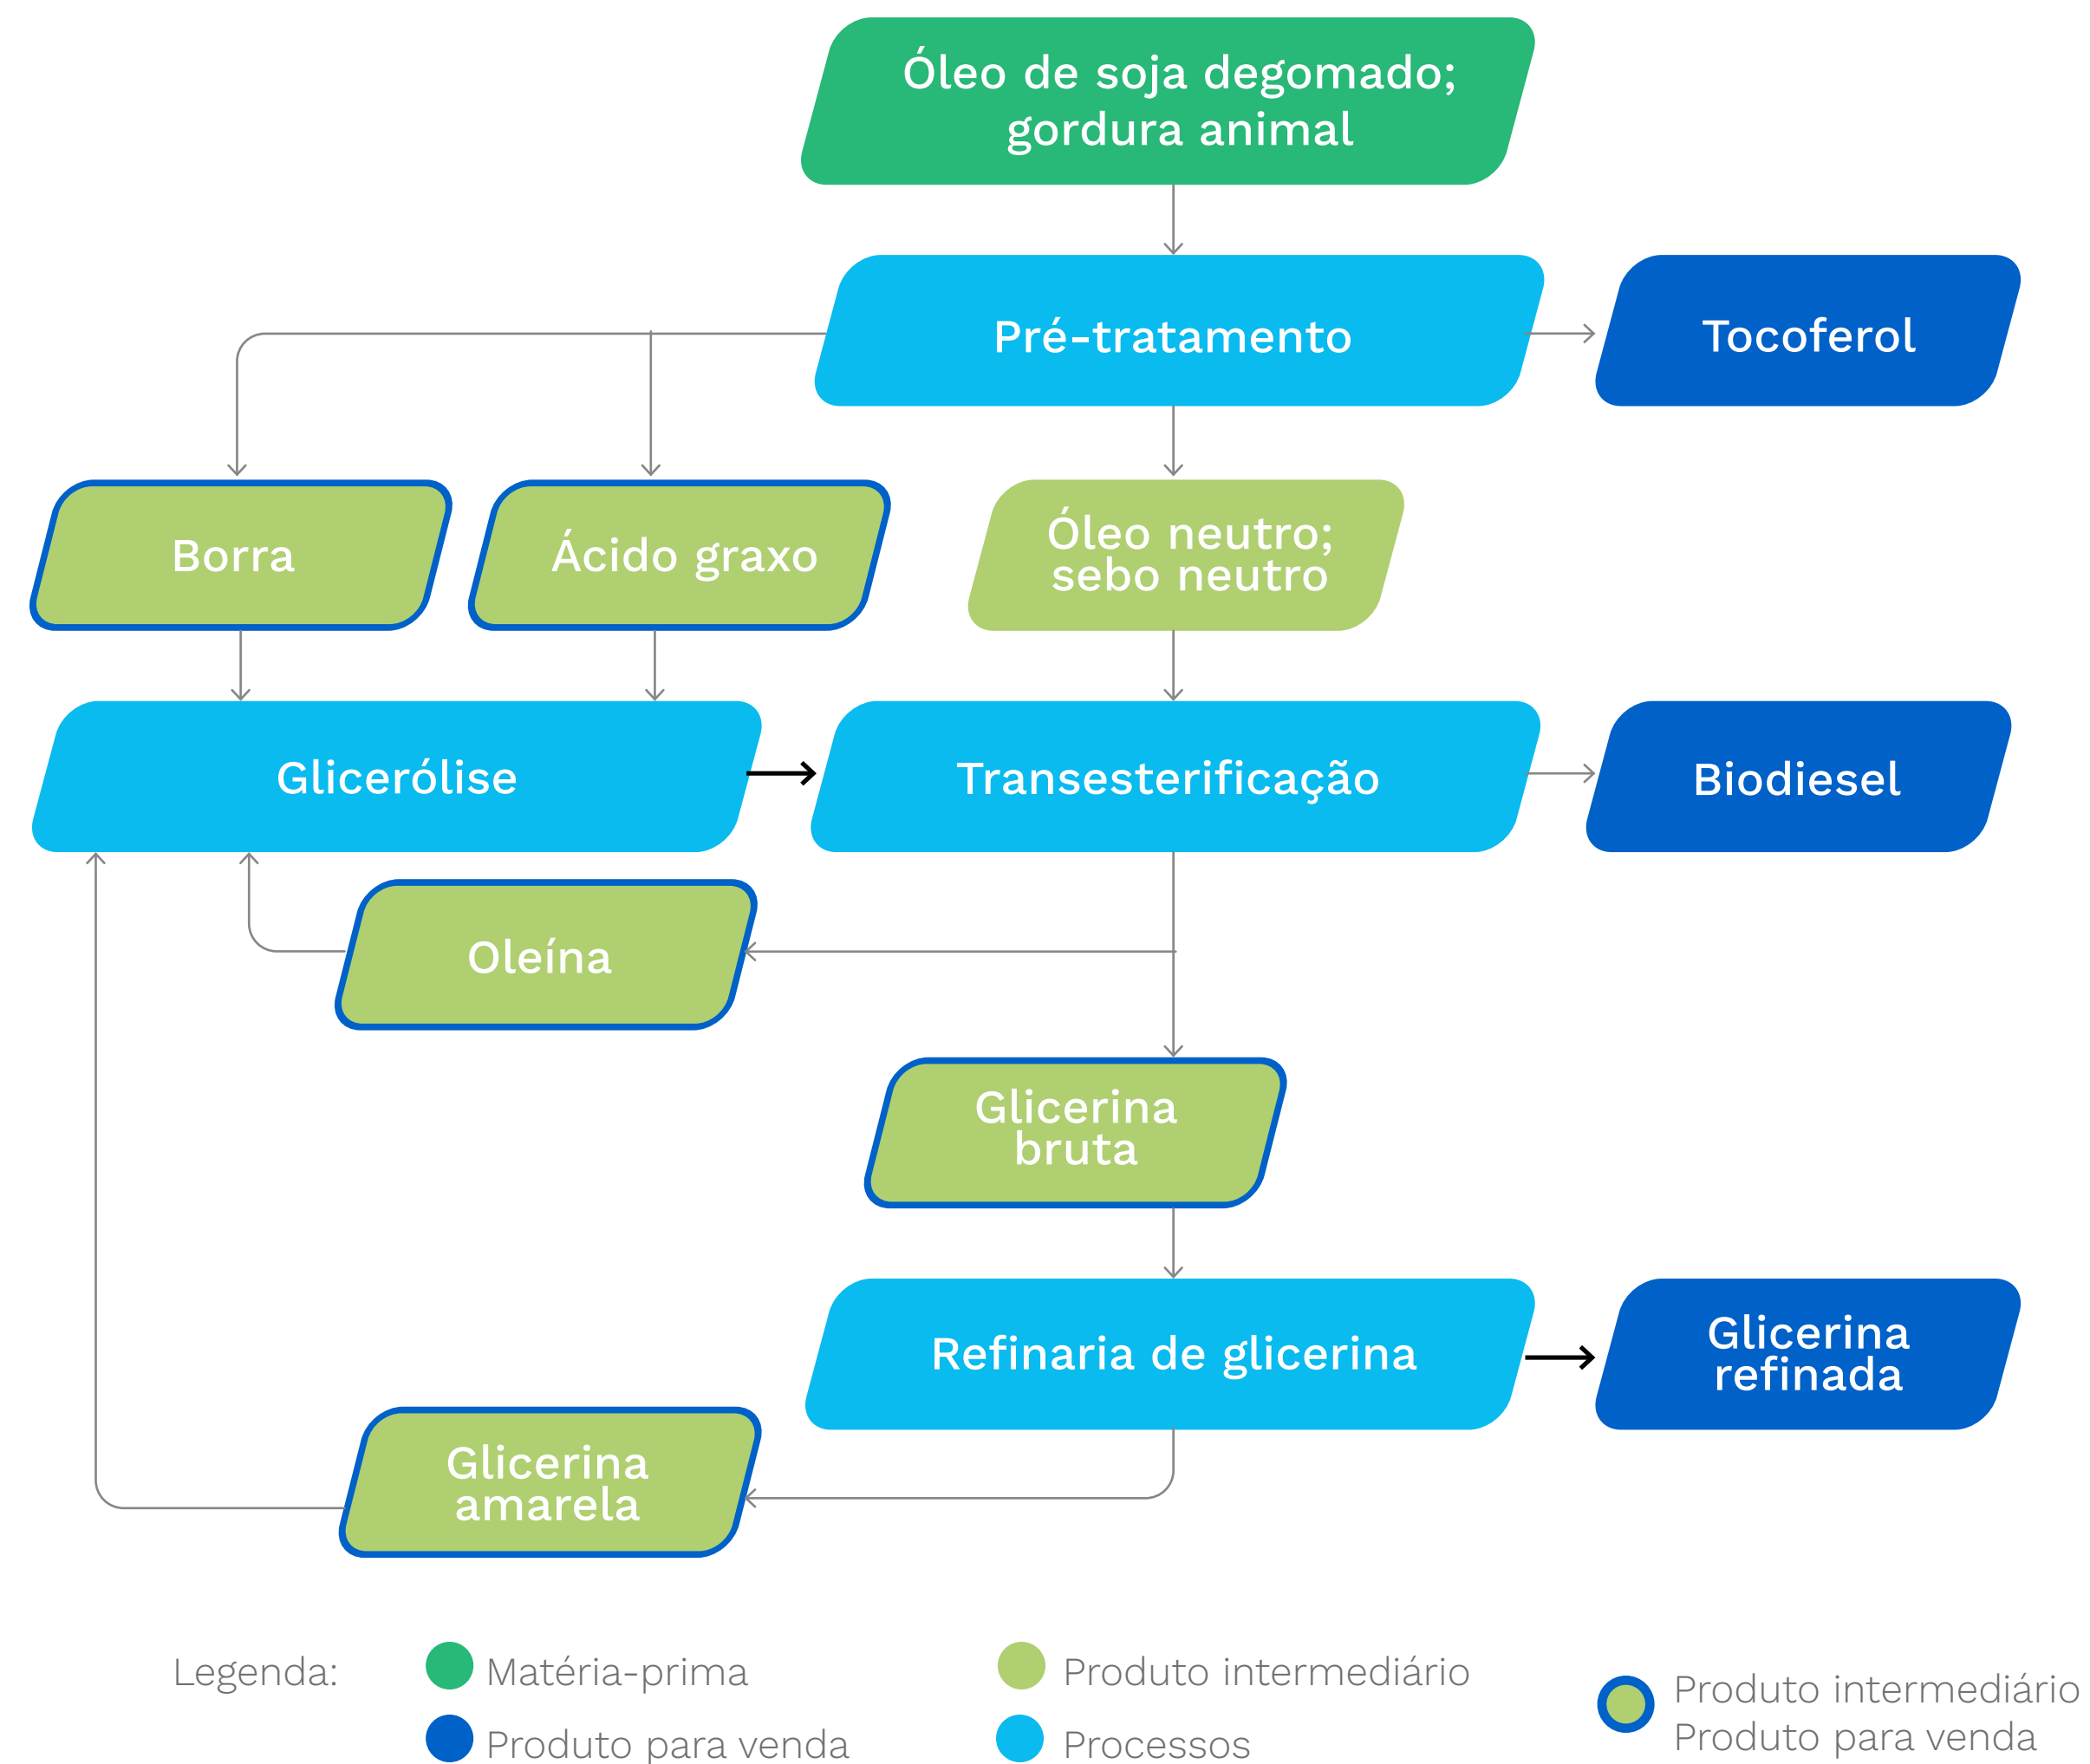 Óleo de soja degomado;
gordura animal
Pré-tratamento
Tocoferol
Borra
Ácido graxo
Óleo neutro;
sebo neutro
Glicerólise
Transesterificação
Biodiesel
Oleína
Glicerina
bruta
Refinaria de glicerina
Glicerina
refinada
Glicerina
amarela
Legenda:
Matéria-prima
Produto para venda
Produto intermediário
Processos
Produto intermediário
Produto para venda